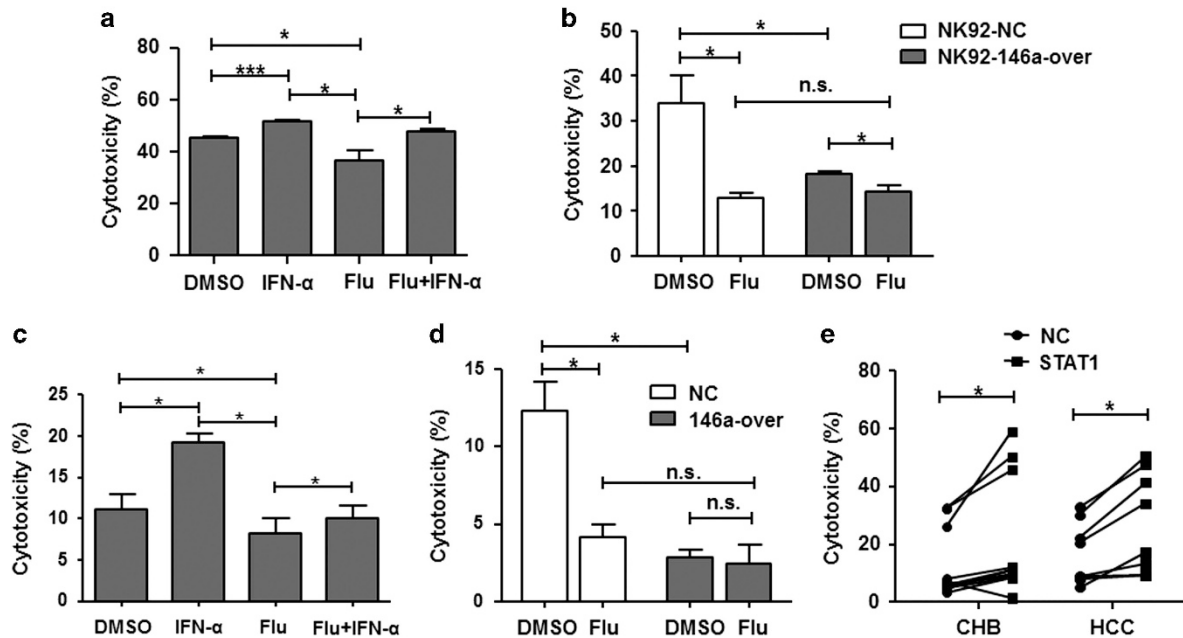 a
Cytotoxicity (%)
80
60
40
20
0
*
***
*
*
DMSO IFN-α Flu Flu+IFN-α
b
Cytotoxicity (%)
50
40
30
20
10
0
NK92-NC
NK92-146a-over
*
*
n.s.
*
DMSO Flu DMSO Flu
c
Cytotoxicity (%)
25
20
15
10
5
0
*
*
*
*
DMSO IFN-α Flu Flu+IFN-α
d
Cytotoxicity (%)
15
10
5
0
NC
146a-over
*
*
n.s.
n.s.
DMSO Flu DMSO Flu
e
NC
STAT1
Cytotoxicity (%)
80
60
40
20
0
*
*
CHB HCC